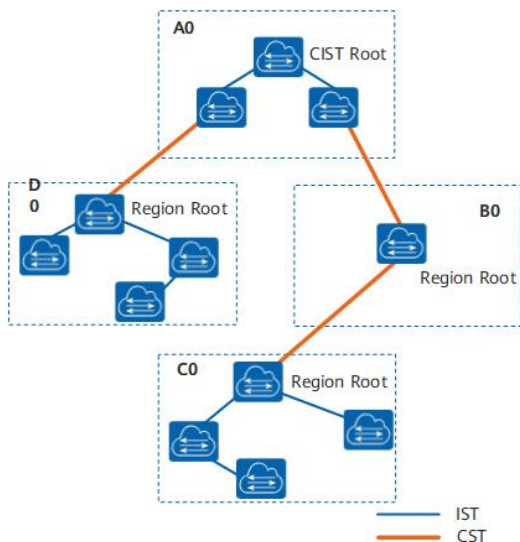 A0
CIST Root
D
0
Region Root
B0
Region Root
C0
Region Root
IST
CST